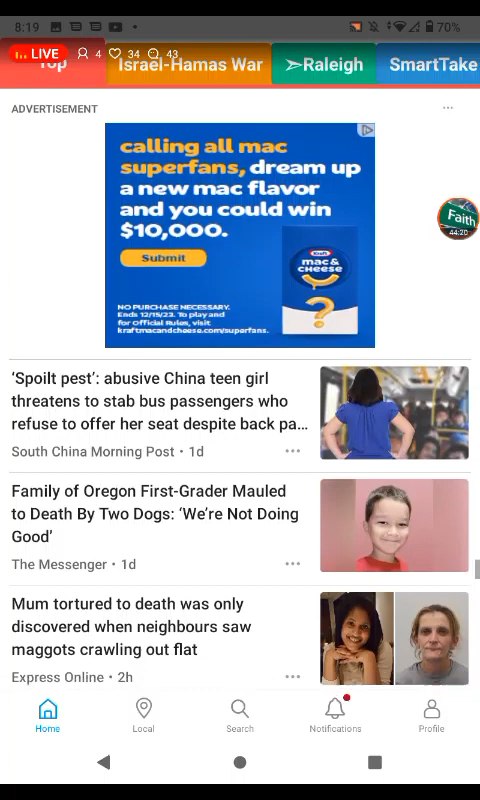 8:19
70%
LIVE 4 34 43
Top Israel-Hamas War Raleigh SmartTake
ADVERTISEMENT
calling all mac
superfans, dream up
a new mac flavor
and you could win
$10,000.
Submit
Kraft
mac&
cheese
?
NO PURCHASE NECESSARY.
Ends 12/15/23. To play and
for Official Rules, visit
kraftmacandcheese.com/superfans.
Faith
44:20
‘Spoilt pest’: abusive China teen girl
threatens to stab bus passengers who
refuse to offer her seat despite back pa...
South China Morning Post • 1d
Family of Oregon First-Grader Mauled
to Death By Two Dogs: ‘We’re Not Doing
Good’
The Messenger • 1d
Mum tortured to death was only
discovered when neighbours saw
maggots crawling out flat
Express Online • 2h
Home Local Search Notifications Profile